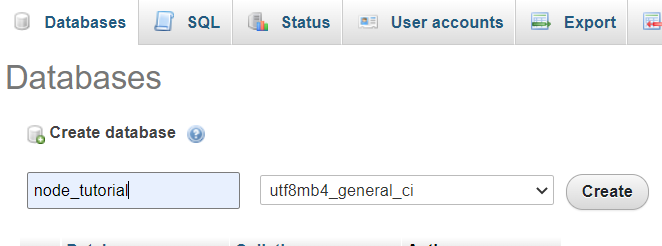 Databases SQL Status User accounts Export
Databases
Create database
node_tutorial utf8mb4_general_ci Create